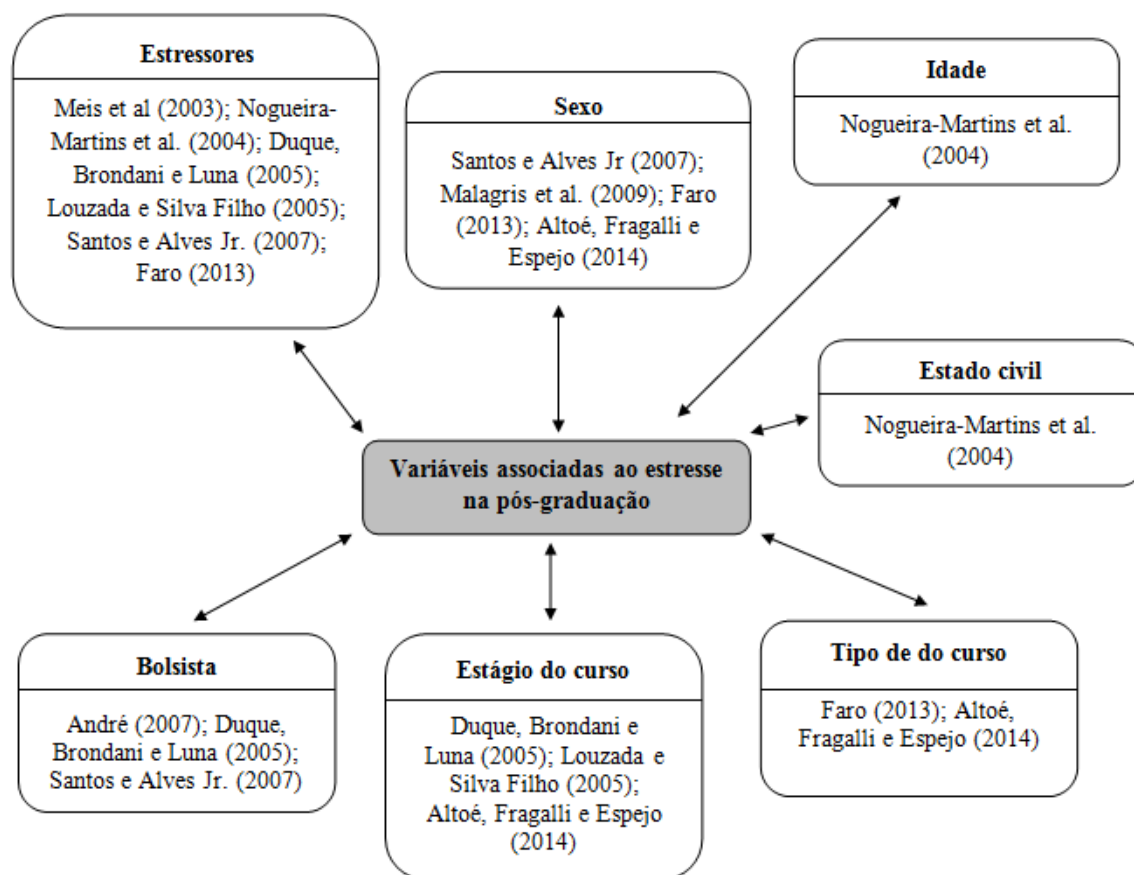 Estressores
Meis et al (2003); Nogueira-
Martins et al. (2004); Duque,
Brondani e Luna (2005);
Louzada e Silva Filho (2005);
Santos e Alves Jr. (2007);
Faro (2013)
Sexo
Santos e Alves Jr (2007);
Malagris et al. (2009); Faro
(2013); Altoé, Fragalli e
Espejo (2014)
Idade
Nogueira-Martins et al.
(2004)
Estado civil
Nogueira-Martins et al.
(2004)
Variáveis associadas ao estresse
na pós-graduação
Bolsista
André (2007); Duque,
Brondani e Luna (2005);
Santos e Alves Jr. (2007)
Estágio do curso
Duque, Brondani e
Luna (2005); Louzada e
Silva Filho (2005);
Altoé, Fragalli e Espejo
(2014)
Tipo de do curso
Faro (2013); Altoé,
Fragalli e Espejo (2014)